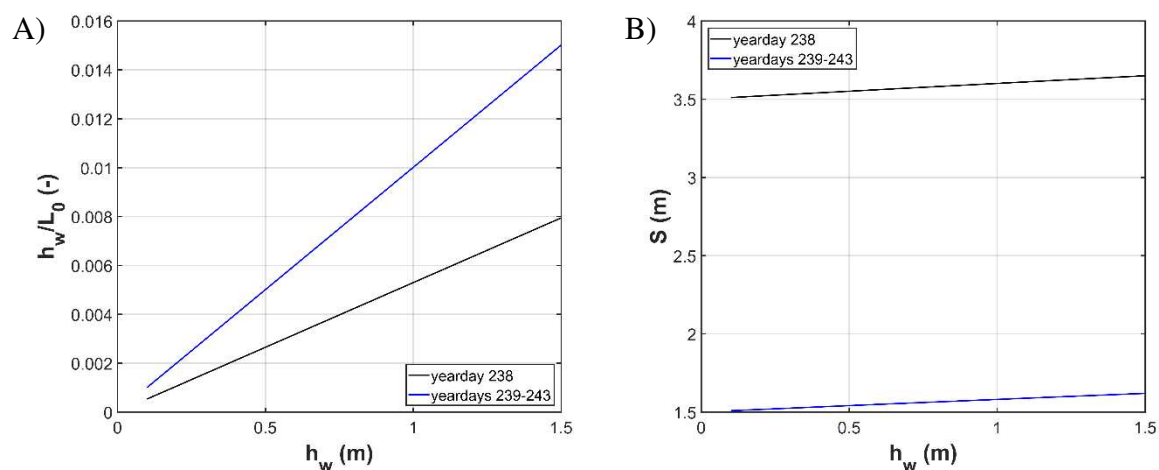 A)
0.016
0.014
0.012
0.01
0.008
0.006
0.004
0.002
0
h_w/L_0 (-)
yearday 238
yeardays 239-243
0
0.5
1
1.5
h_w (m)
B)
4
3.5
3
2.5
2
1.5
S (m)
yearday 238
yeardays 239-243
0
0.5
1
1.5
h_w (m)